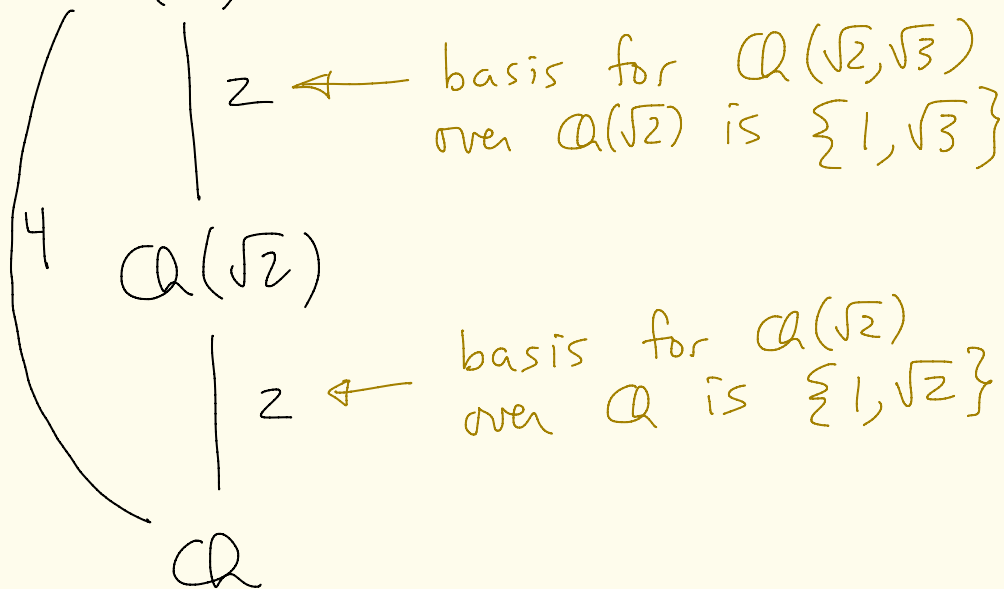 2 ← basis for ℚ(√2,√3)
over ℚ(√2) is {1,√3}
4
ℚ(√2)
2 ← basis for ℚ(√2)
over ℚ is {1,√2}
ℚ